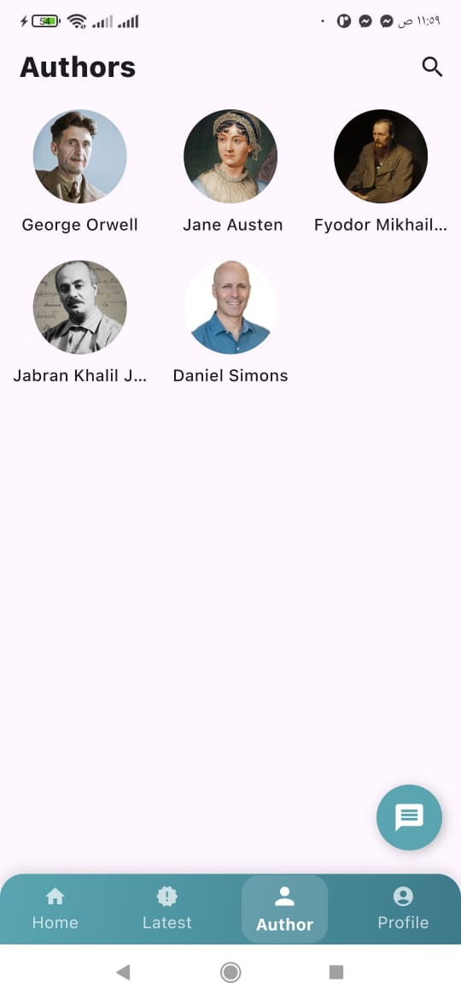 54 ١١:٥٩ ص
Authors
George Orwell Jane Austen Fyodor Mikhail...
Jabran Khalil J... Daniel Simons
Home Latest Author Profile